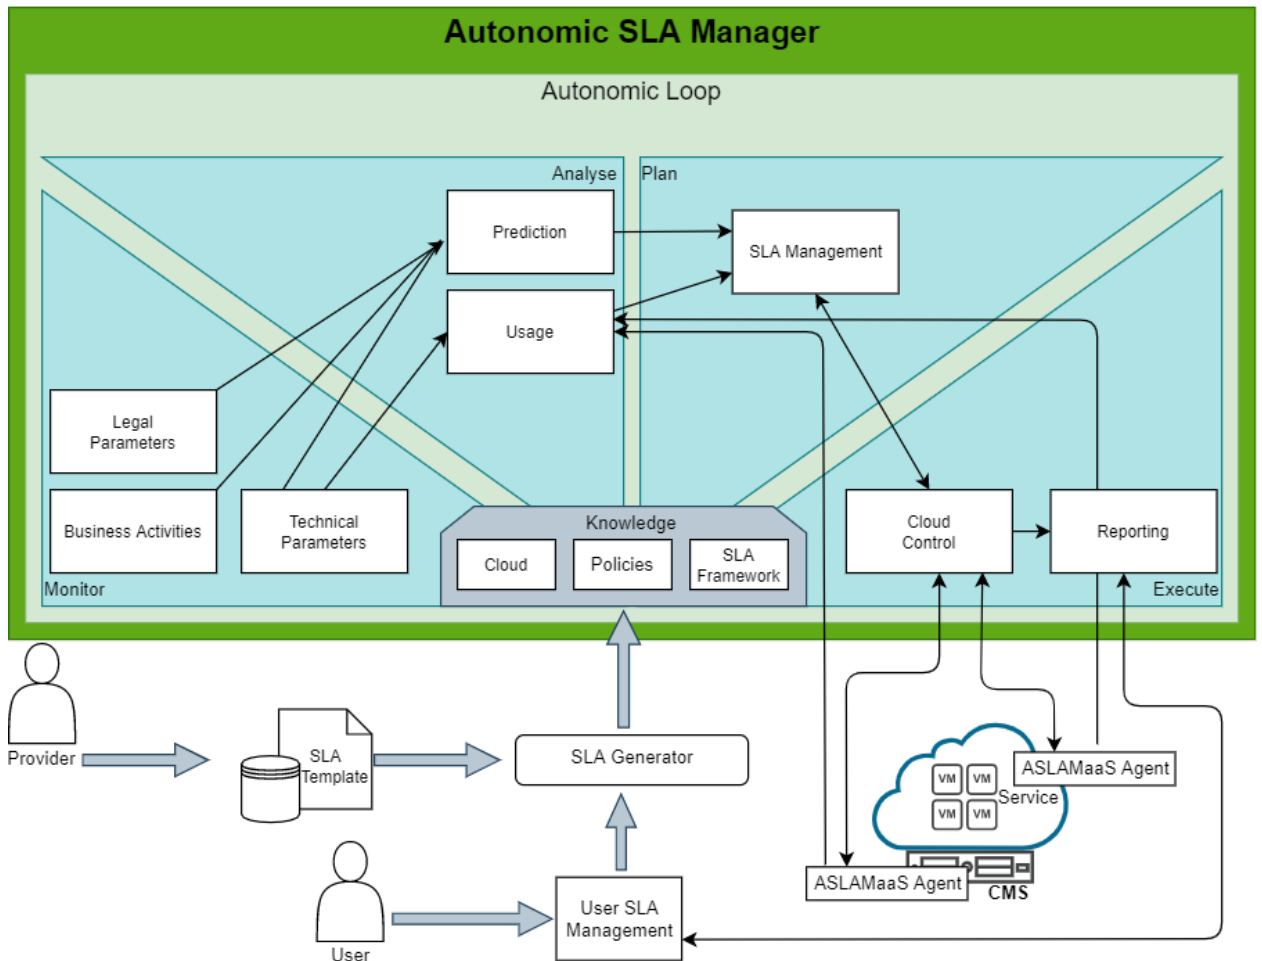 Autonomic SLA Manager
Autonomic Loop
Analyse
Plan
Prediction
SLA Management
Usage
Legal
Parameters
Business Activities
Technical
Parameters
Monitor
Knowledge
Cloud
Policies
SLA
Framework
Cloud
Control
Reporting
Execute
Provider
SLA
Template
SLA Generator
ASLAMaaS Agent
VM
VM
Service
VM
VM
ASLAMaaS Agent
CMS
User SLA
Management
User